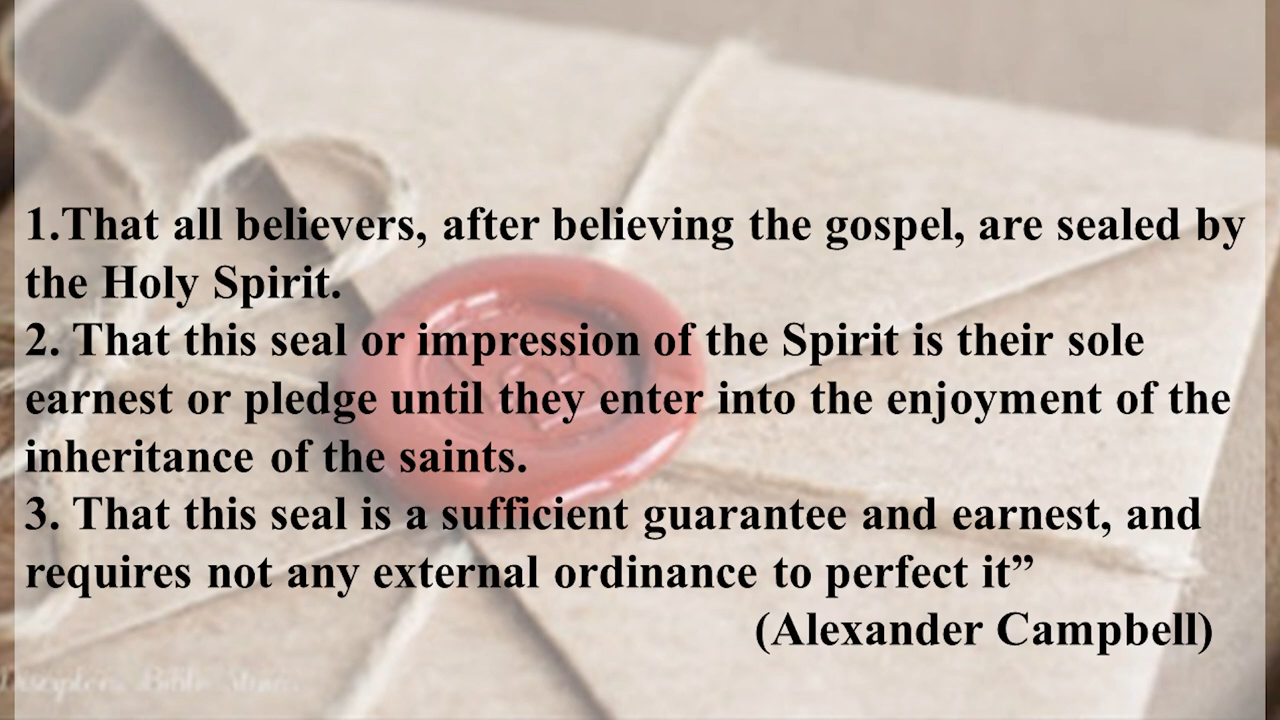 1.That all believers, after believing the gospel, are sealed by
the Holy Spirit.
2. That this seal or impression of the Spirit is their sole
earnest or pledge until they enter into the enjoyment of the
inheritance of the saints.
3. That this seal is a sufficient guarantee and earnest, and
requires not any external ordinance to perfect it”
(Alexander Campbell)
Bible